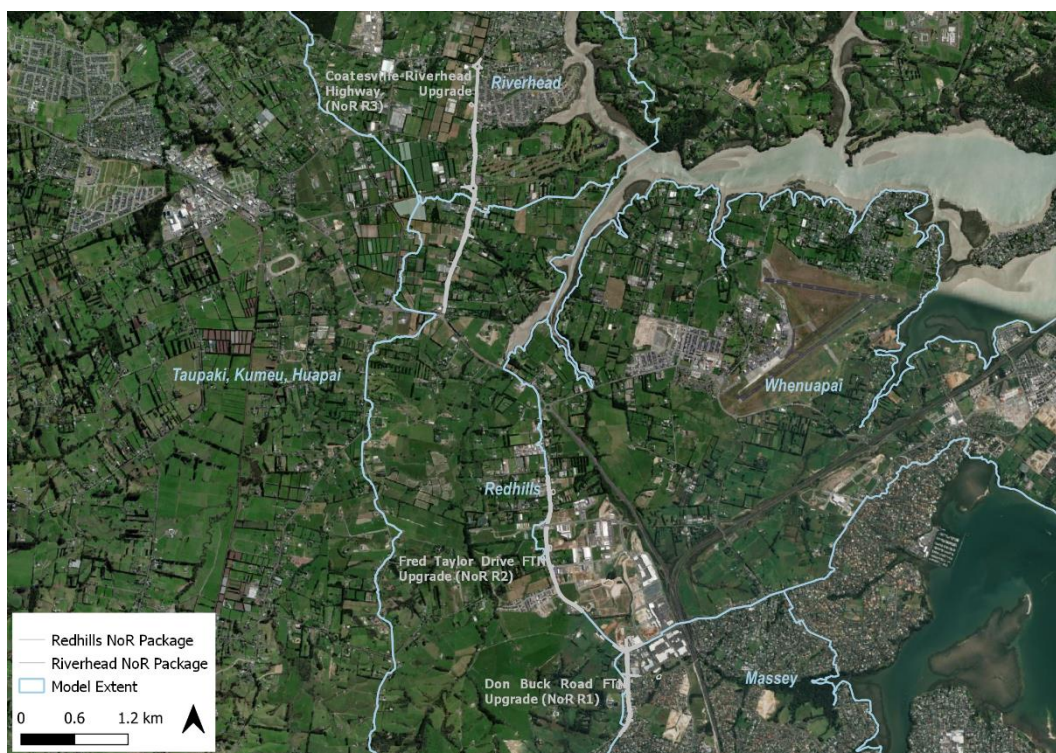 Coatesville-Riverhead
Highway Upgrade
(NoR R3)
Riverhead
Taupaki, Kumeu, Huapai
Whenuapai
Redhills
Fred Taylor Drive FTN
Upgrade (NoR R2)
Don Buck Road FTN
Upgrade (NoR R1)
Massey
Redhills NoR Package
Riverhead NoR Package
Model Extent
0 0.6 1.2 km